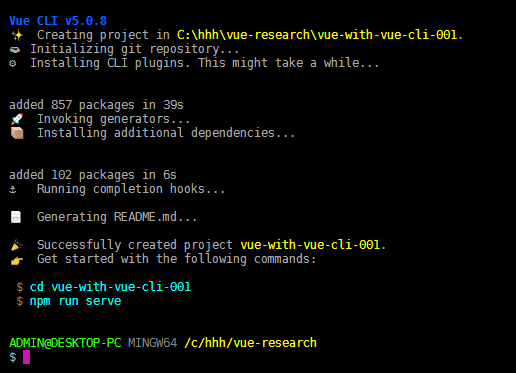 Vue CLI v5.0.8
✨  Creating project in C:\hhh\vue-research\vue-with-vue-cli-001.
🗃  Initializing git repository...
⚙  Installing CLI plugins. This might take a while...
added 857 packages in 39s
🚀  Invoking generators...
📦  Installing additional dependencies...
added 102 packages in 6s
⚓  Running completion hooks...
📄  Generating README.md...
🎉  Successfully created project vue-with-vue-cli-001.
👉  Get started with the following commands:
$ cd vue-with-vue-cli-001
$ npm run serve
ADMIN@DESKTOP-PC MINGW64 /c/hhh/vue-research
$